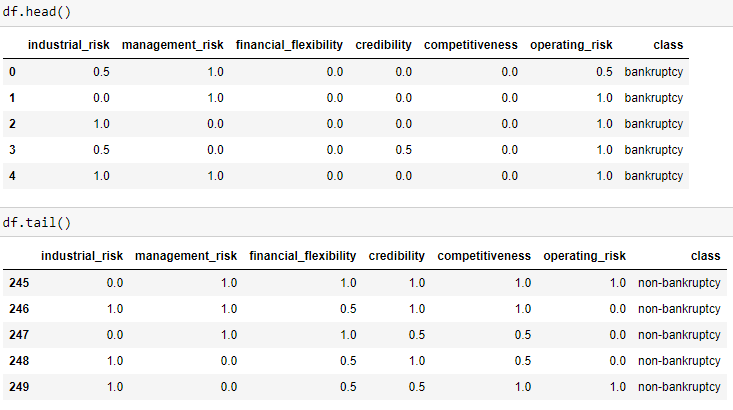 df.head()
industrial_risk management_risk financial_flexibility credibility competitiveness operating_risk class
0 0.5 1.0 0.0 0.0 0.0 0.5 bankruptcy
1 0.0 1.0 0.0 0.0 0.0 1.0 bankruptcy
2 1.0 0.0 0.0 0.0 0.0 1.0 bankruptcy
3 0.5 0.0 0.0 0.5 0.0 1.0 bankruptcy
4 1.0 1.0 0.0 0.0 0.0 1.0 bankruptcy
df.tail()
industrial_risk management_risk financial_flexibility credibility competitiveness operating_risk class
245 0.0 1.0 1.0 1.0 1.0 1.0 non-bankruptcy
246 1.0 1.0 0.5 1.0 1.0 0.0 non-bankruptcy
247 0.0 1.0 1.0 0.5 0.5 0.0 non-bankruptcy
248 1.0 0.0 0.5 1.0 0.5 0.0 non-bankruptcy
249 1.0 0.0 0.5 0.5 1.0 1.0 non-bankruptcy